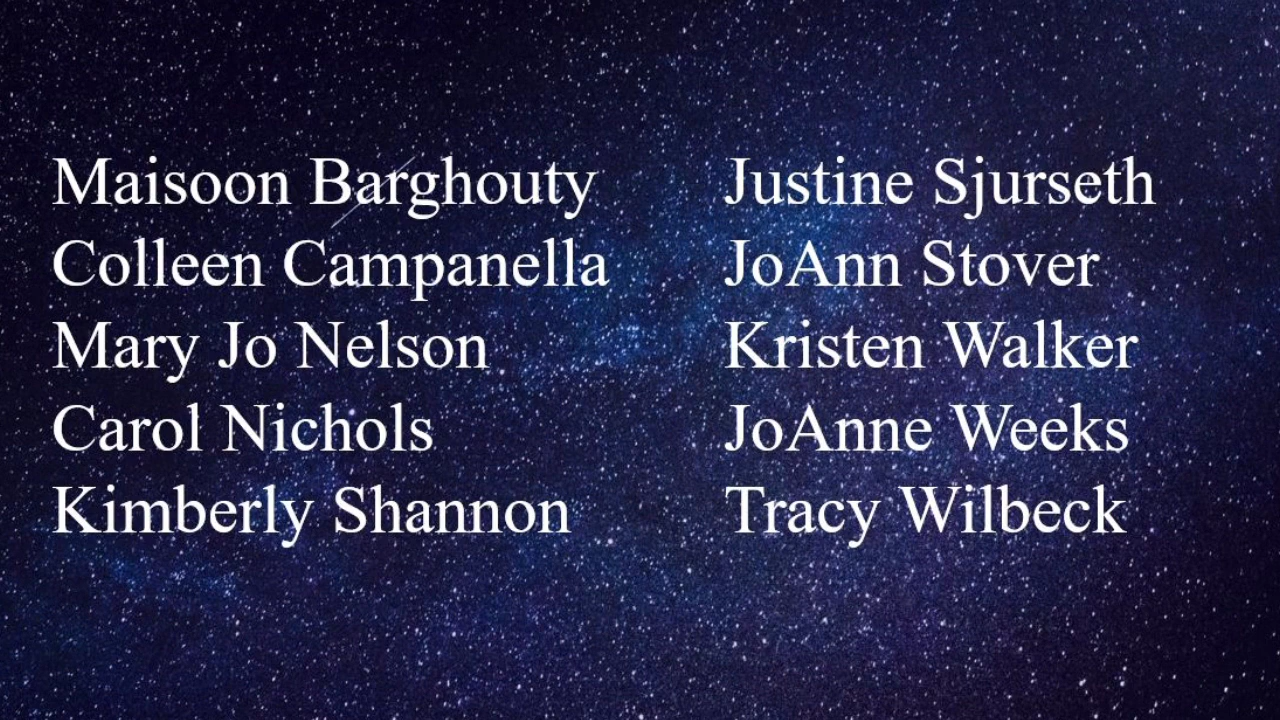 Maisoon Barghouty
Colleen Campanella
Mary Jo Nelson
Carol Nichols
Kimberly Shannon
Justine Sjurseth
JoAnn Stover
Kristen Walker
JoAnne Weeks
Tracy Wilbeck